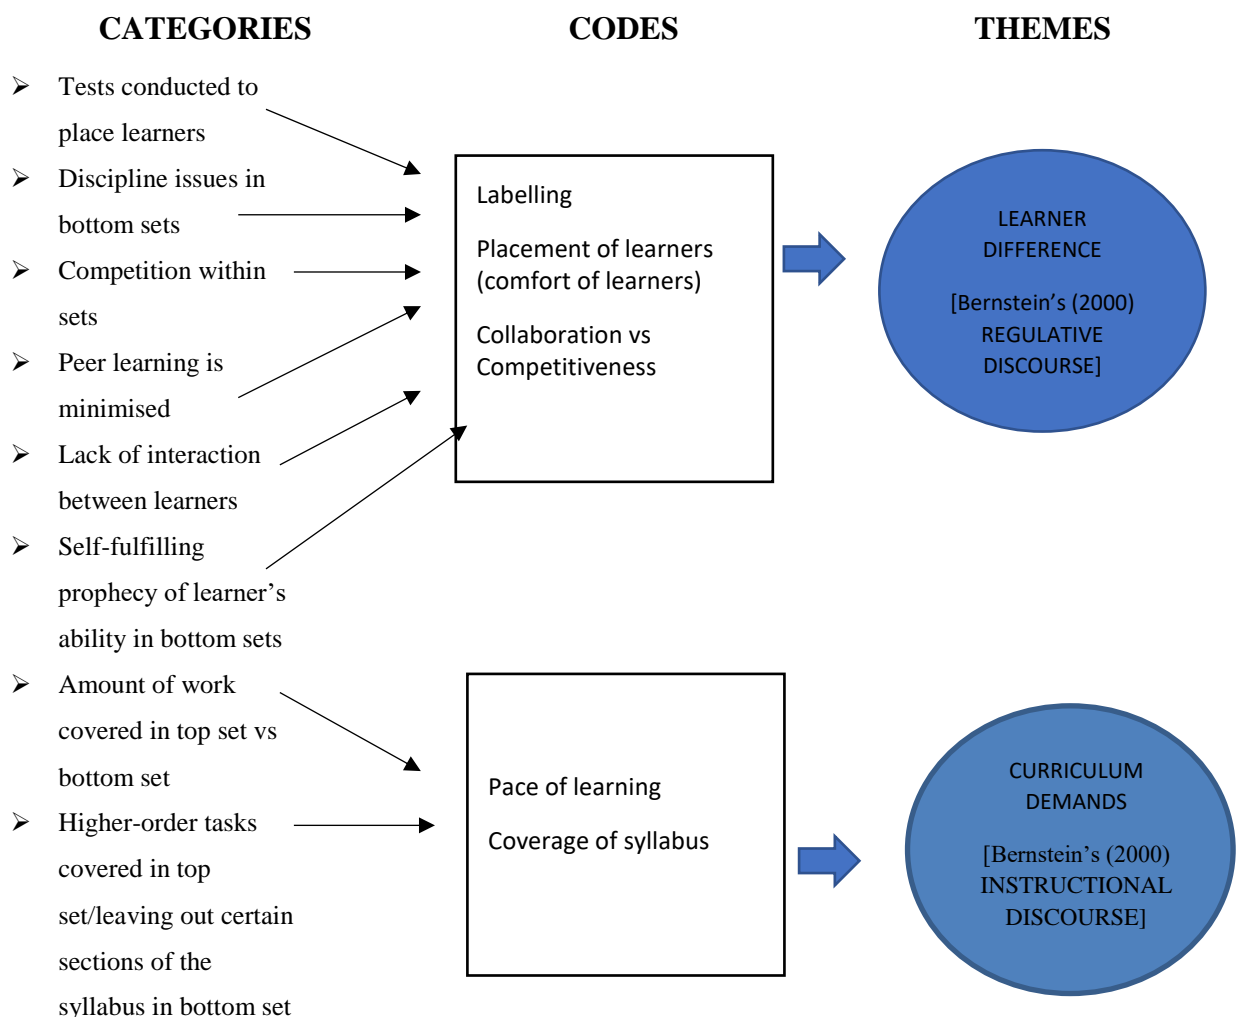 CATEGORIES CODES THEMES
➢ Tests conducted to
place learners
➢ Discipline issues in
bottom sets
➢ Competition within
sets
➢ Peer learning is
minimised
➢ Lack of interaction
between learners
➢ Self-fulfilling
prophecy of learner’s
ability in bottom sets
➢ Amount of work
covered in top set vs
bottom set
➢ Higher-order tasks
covered in top
set/leaving out certain
sections of the
syllabus in bottom set
Labelling
Placement of learners
(comfort of learners)
Collaboration vs
Competitiveness
Pace of learning
Coverage of syllabus
LEARNER
DIFFERENCE
[Bernstein’s (2000)
REGULATIVE
DISCOURSE]
CURRICULUM
DEMANDS
[Bernstein’s (2000)
INSTRUCTIONAL
DISCOURSE]